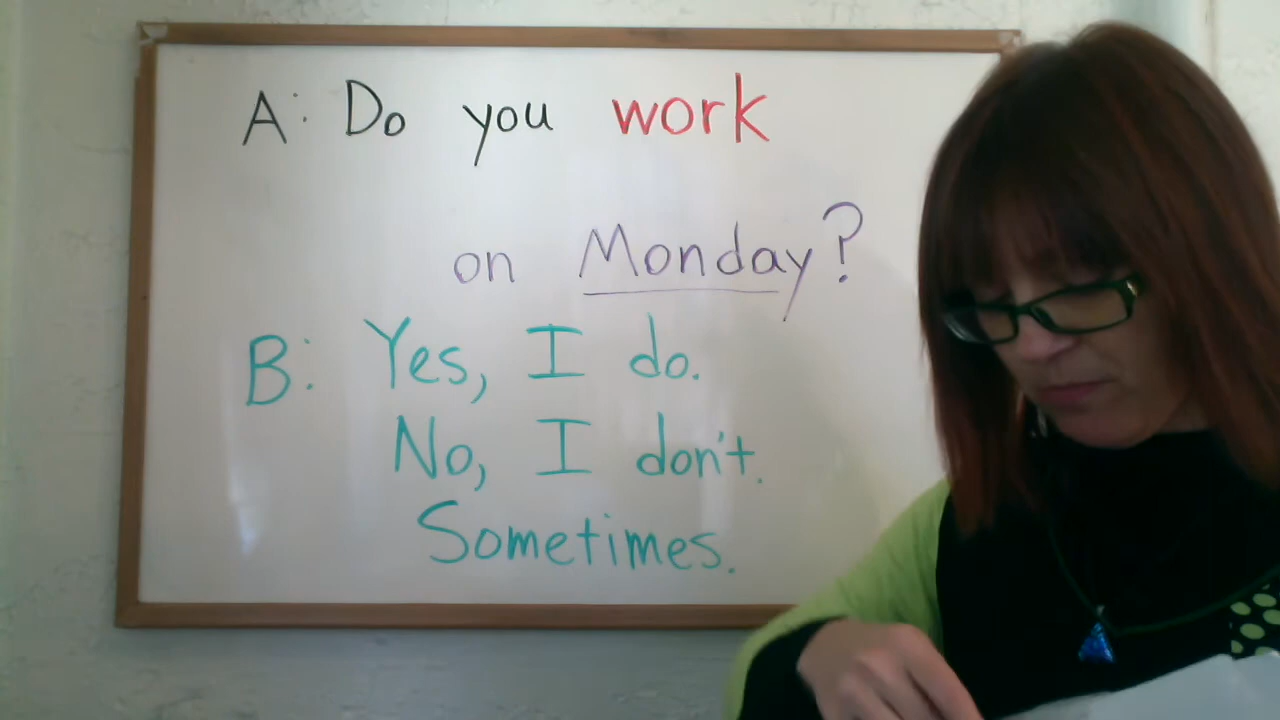 A: Do you work
on Monday?
B: Yes, I do.
No, I don't.
Sometimes.